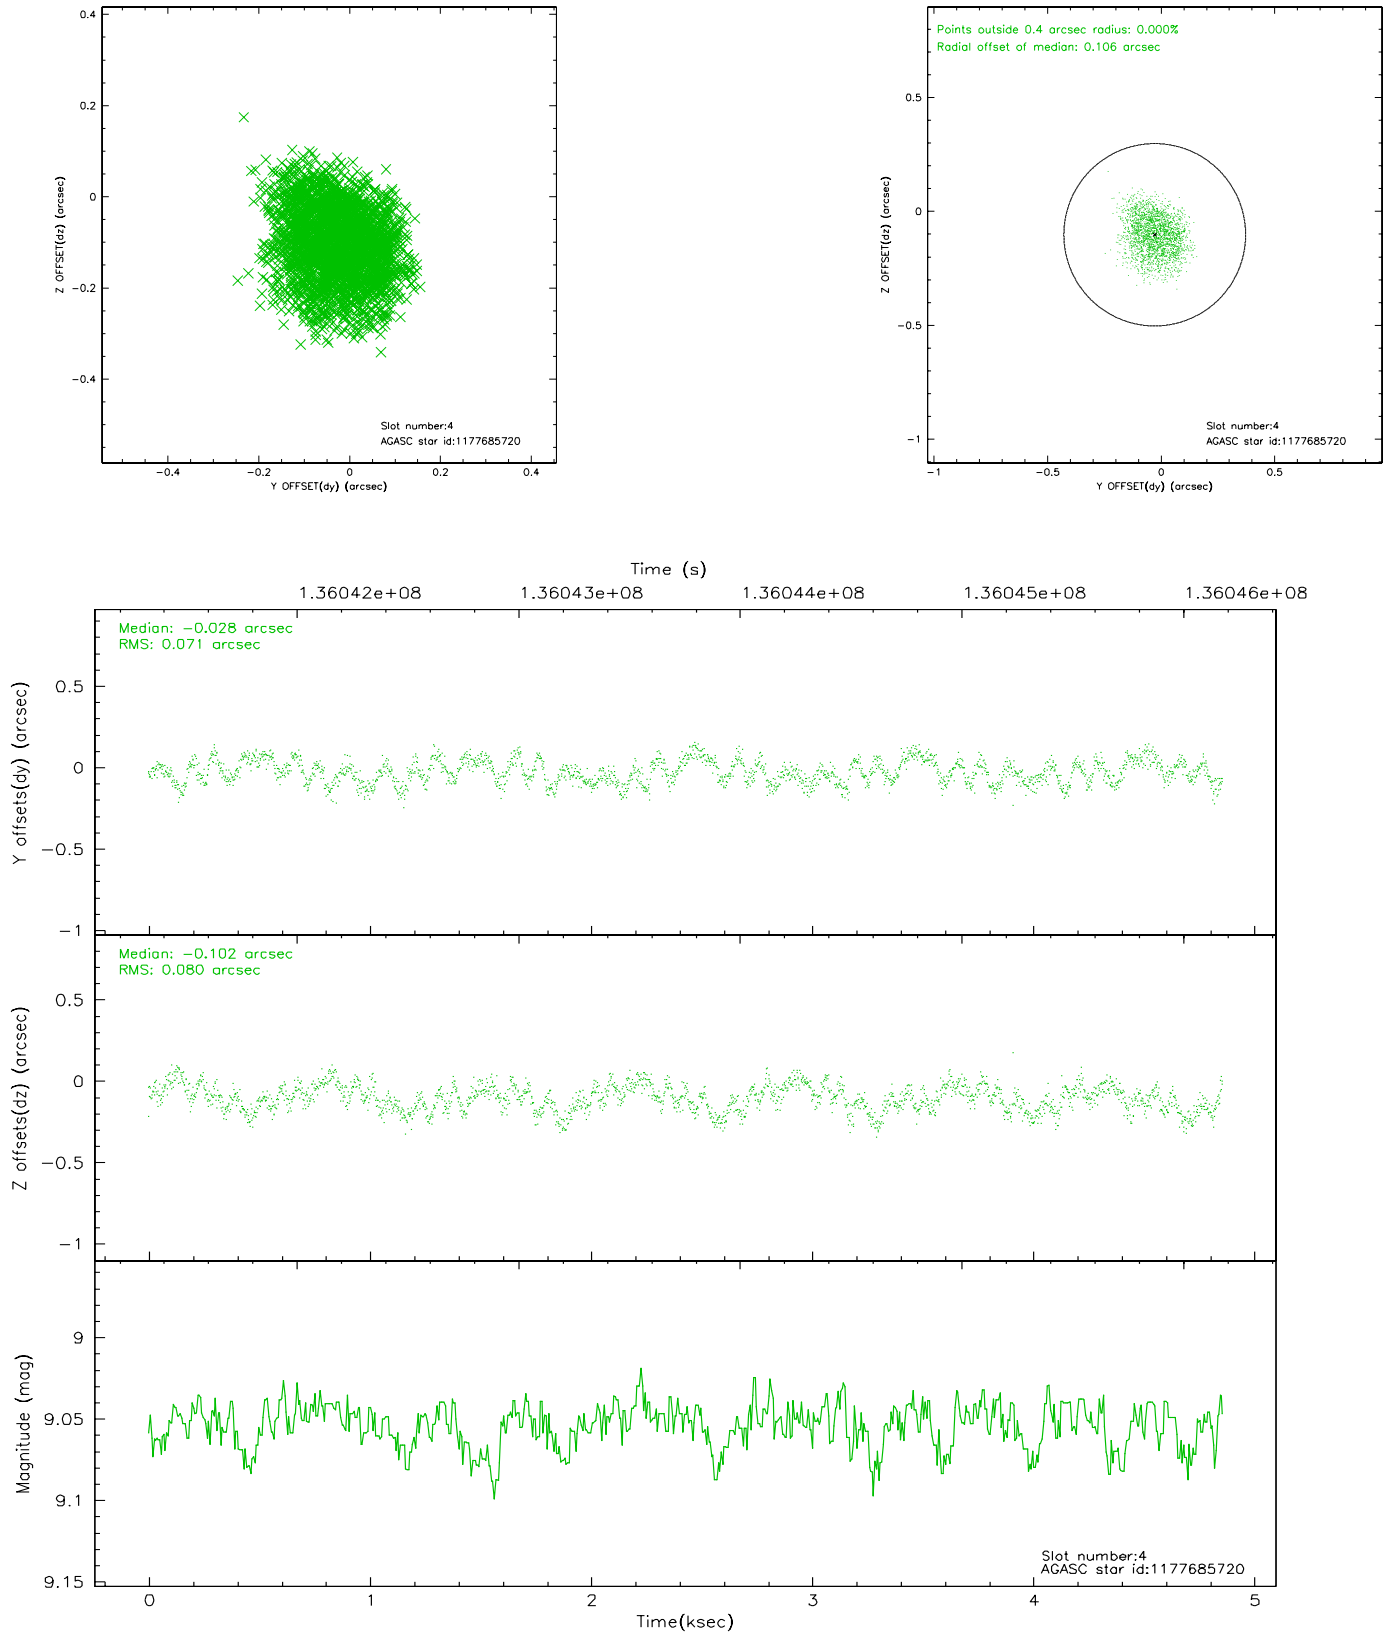 0.4
0.2
0
−0.2
−0.4
Z OFFSET(dz) (arcsec)
Slot number:4
AGASC star id:1177685720
−0.4 −0.2 0 0.2 0.4
Y OFFSET(dy) (arcsec)
Points outside 0.4 arcsec radius: 0.000%
Radial offset of median: 0.106 arcsec
0.5
0
−0.5
−1
Z OFFSET(dz) (arcsec)
Slot number:4
AGASC star id:1177685720
−1 −0.5 0 0.5
Y OFFSET(dy) (arcsec)
Time (s)
1.36042e+08 1.36043e+08 1.36044e+08 1.36045e+08 1.36046e+08
Median: −0.028 arcsec
RMS: 0.071 arcsec
0.5
0
−0.5
−1
Y offsets(dy) (arcsec)
Median: −0.102 arcsec
RMS: 0.080 arcsec
0.5
0
−0.5
−1
Z offsets(dz) (arcsec)
9
9.05
9.1
9.15
Magnitude (mag)
Slot number:4
AGASC star id:1177685720
0 1 2 3 4 5
Time(ksec)